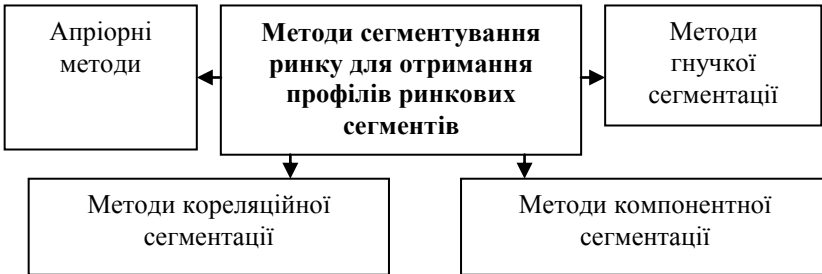 Апріорні
методи
Методи сегментування
ринку для отримання
профілів ринкових
сегментів
Методи
гнучкої
сегментації
Методи кореляційної
сегментації
Методи компонентної
сегментації